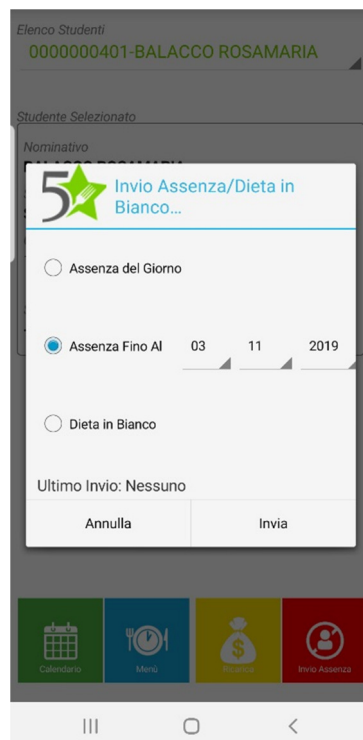 Elenco Studenti
0000000401-BALACCO ROSAMARIA
Studente Selezionato
Nominativo
5
Invio Assenza/Dieta in
Bianco...
Assenza del Giorno
Assenza Fino Al 03 11 2019
Dieta in Bianco
Ultimo Invio: Nessuno
Annulla Invia
Calendario Menù Ricarica Invio Assenza